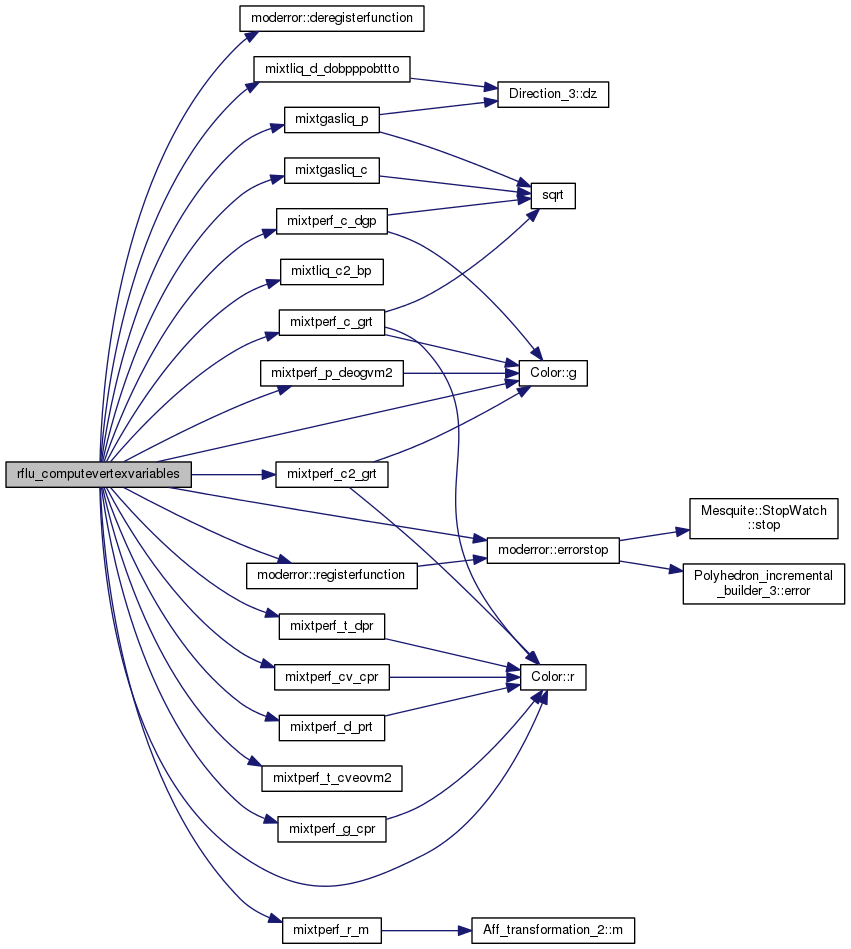 moderror::deregisterfunction
mixtliq_d_dobpppobttto
Direction_3::dz
mixtgasliq_p
mixtgasliq_c
sqrt
mixtperf_c_dgp
mixtliq_c2_bp
mixtperf_c_grt
mixtperf_p_deogvm2
Color::g
rflu_computevertexvariables
mixtperf_c2_grt
Mesquite::StopWatch
::stop
moderror::errorstop
moderror::registerfunction
Polyhedron_incremental
_builder_3::error
mixtperf_t_dpr
mixtperf_cv_cpr
Color::r
mixtperf_d_prt
mixtperf_t_cveovm2
mixtperf_g_cpr
mixtperf_r_m
Aff_transformation_2::m